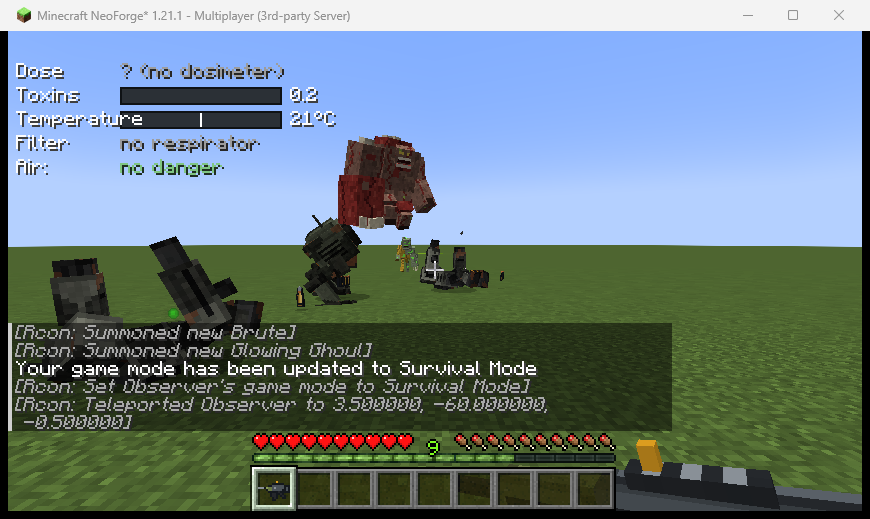 Minecraft NeoForge* 1.21.1 - Multiplayer (3rd-party Server)
Dose ? (no dosimeter)
Toxins 0.2
Temperature 21°C
Filter no respirator
Air: no danger
[Rcon: Summoned new Brute]
[Rcon: Summoned new Glowing Ghoul]
Your game mode has been updated to Survival Mode
[Rcon: Set Observer's game mode to Survival Mode]
[Rcon: Teleported Observer to 3.500000, -60.000000,
-0.500000]
9